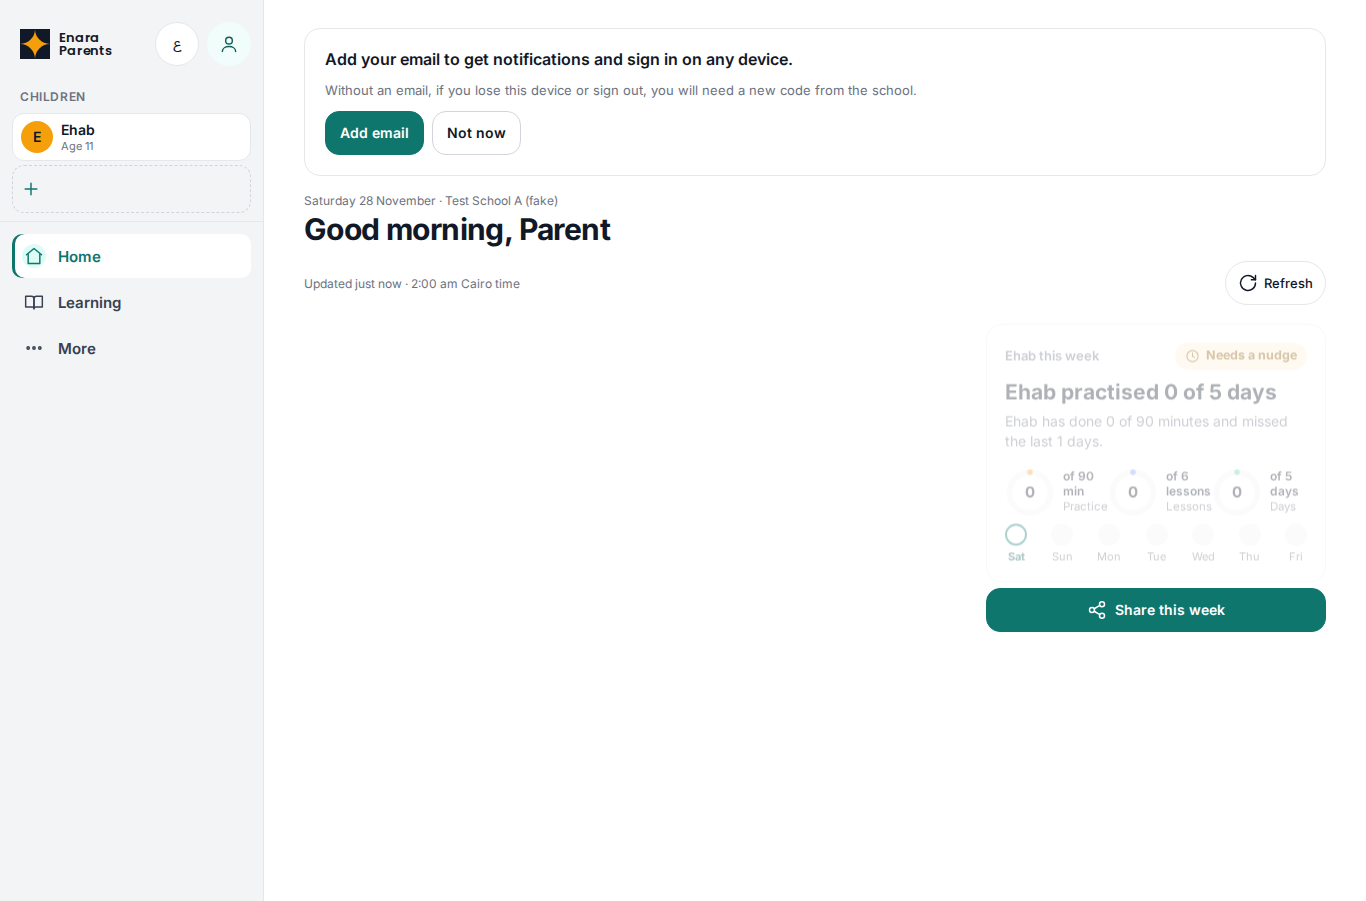 Enara
Parents
ع
CHILDREN
E
Ehab
Age 11
Home
Learning
More
Add your email to get notifications and sign in on any device.
Without an email, if you lose this device or sign out, you will need a new code from the school.
Add email
Not now
Saturday 28 November · Test School A (fake)
Good morning, Parent
Updated just now · 2:00 am Cairo time
Refresh
Ehab this week
Needs a nudge
Ehab practised 0 of 5 days
Ehab has done 0 of 90 minutes and missed
the last 1 days.
0
of 90
min
Practice
0
of 6
lessons
Lessons
0
of 5
days
Days
Sat Sun Mon Tue Wed Thu Fri
Share this week